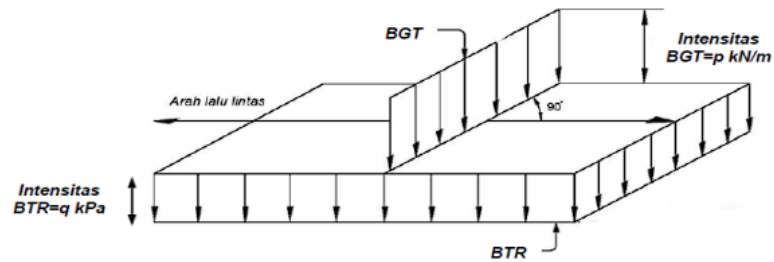 BGT
Intensitas
BGT=p kN/m
Arah lalu lintas
90°
Intensitas
BTR=q kPa
BTR